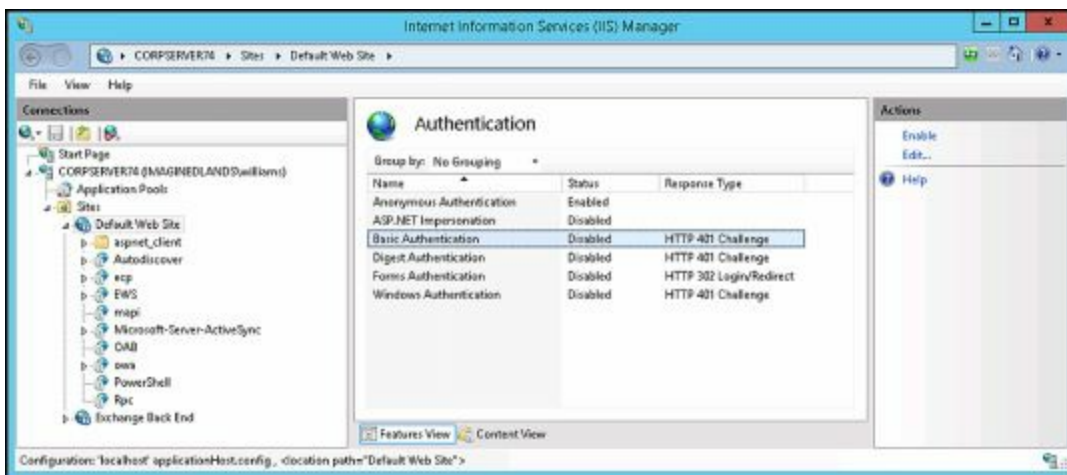 Internet Information Services (IIS) Manager
CORPSERVER74 Sites Default Web Site
File View Help
Connections
Start Page
CORPSERVER74 (IMAGINEDLANDS\williams)
Application Pools
Sites
Default Web Site
aspnet_client
Autodiscover
ecp
EWS
mapi
Microsoft-Server-ActiveSync
OAB
owa
PowerShell
Rpc
Exchange Back End
Authentication
Group by: No Grouping
Name Status Response Type
Anonymous Authentication Enabled
ASP.NET Impersonation Disabled
Basic Authentication Disabled HTTP 401 Challenge
Digest Authentication Disabled HTTP 401 Challenge
Forms Authentication Disabled HTTP 302 Login/Redirect
Windows Authentication Disabled HTTP 401 Challenge
Features View Content View
Actions
Enable
Edit...
Help
Configuration: 'localhost' applicationHost.config, <location path="Default Web Site">